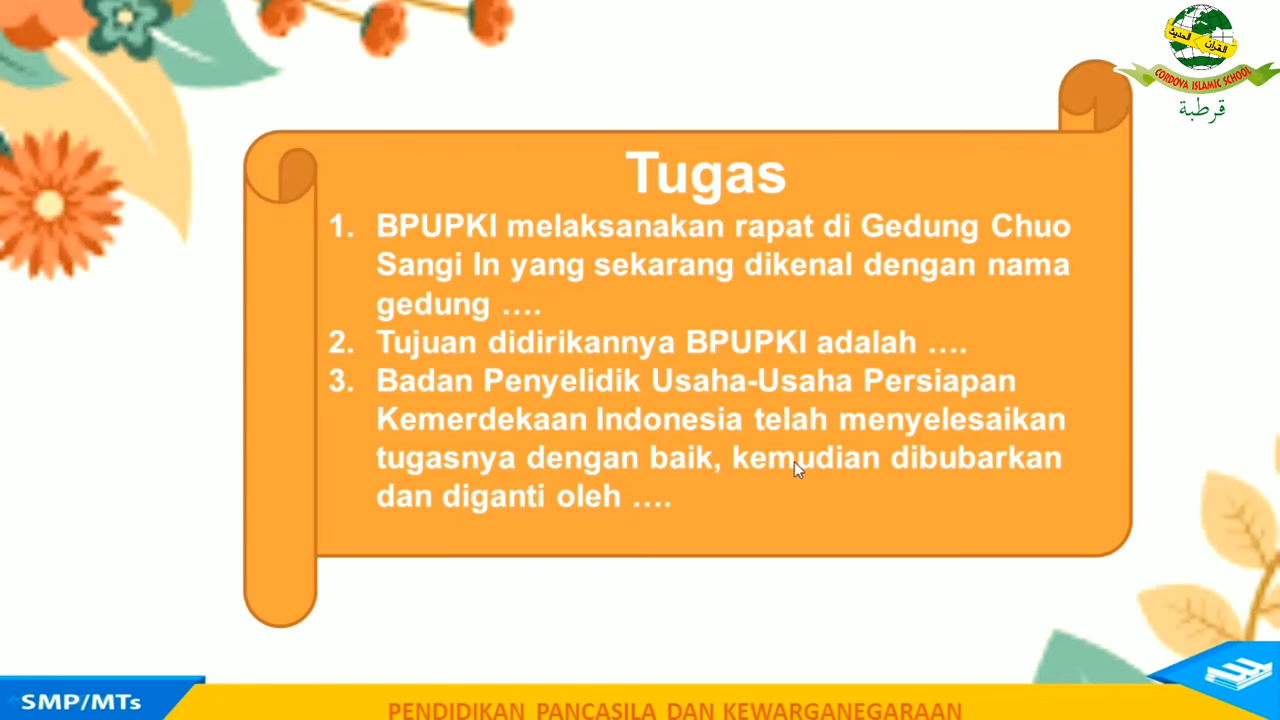 القرآن الحديث
CORDOVA ISLAMIC SCHOOL
قرطبة
Tugas
1. BPUPKI melaksanakan rapat di Gedung Chuo
Sangi In yang sekarang dikenal dengan nama
gedung ….
2. Tujuan didirikannya BPUPKI adalah ….
3. Badan Penyelidik Usaha-Usaha Persiapan
Kemerdekaan Indonesia telah menyelesaikan
tugasnya dengan baik, kemudian dibubarkan
dan diganti oleh ….
SMP/MTs
PENDIDIKAN PANCASILA DAN KEWARGANEGARAAN